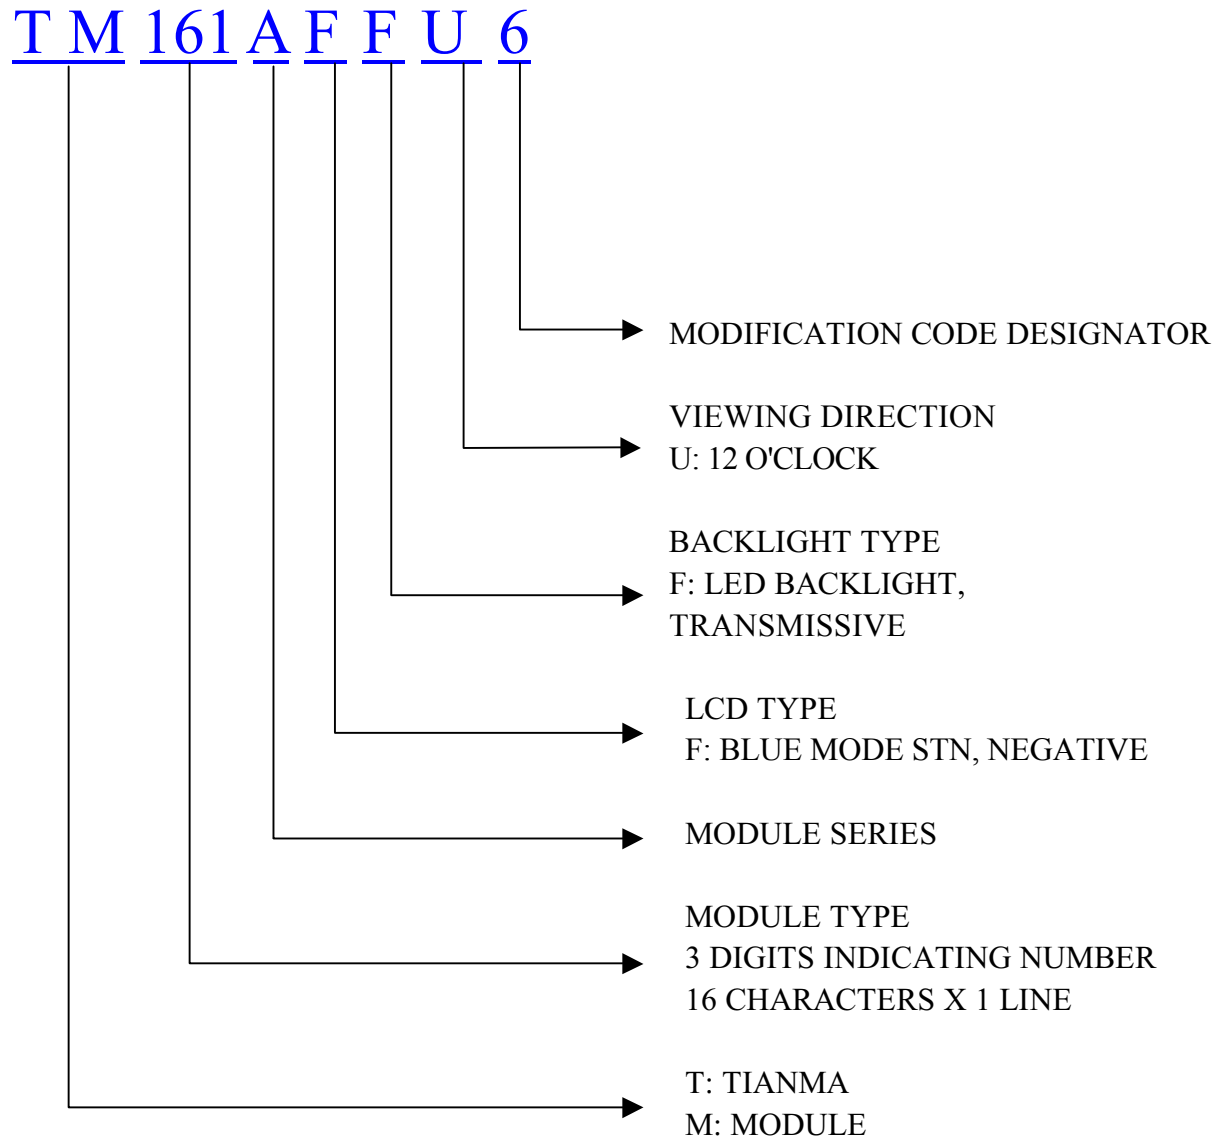 T M 161 A F F U 6
MODIFICATION CODE DESIGNATOR
VIEWING DIRECTION
U: 12 O'CLOCK
BACKLIGHT TYPE
F: LED BACKLIGHT,
TRANSMISSIVE
LCD TYPE
F: BLUE MODE STN, NEGATIVE
MODULE SERIES
MODULE TYPE
3 DIGITS INDICATING NUMBER
16 CHARACTERS X 1 LINE
T: TIANMA
M: MODULE